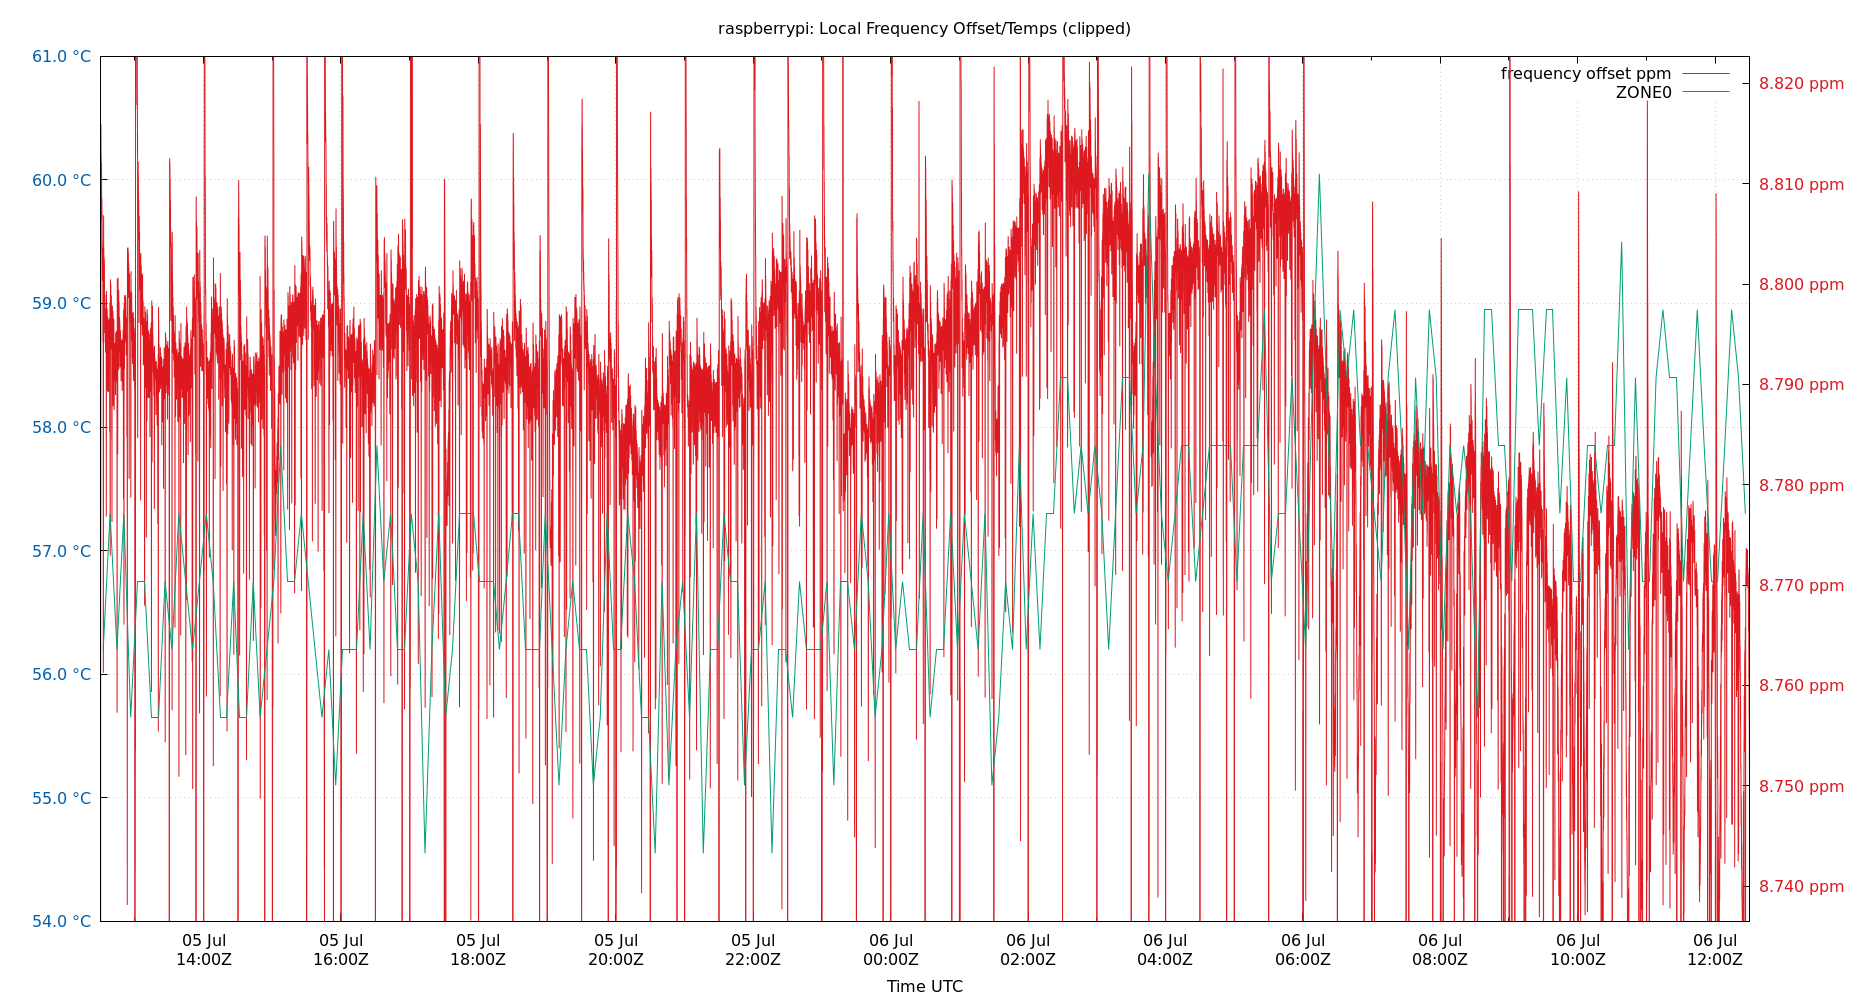 raspberrypi: Local Frequency Offset/Temps (clipped)
frequency offset ppm
ZONE0
61.0 °C
60.0 °C
59.0 °C
58.0 °C
57.0 °C
56.0 °C
55.0 °C
54.0 °C
8.820 ppm
8.810 ppm
8.800 ppm
8.790 ppm
8.780 ppm
8.770 ppm
8.760 ppm
8.750 ppm
8.740 ppm
05 Jul
14:00Z
05 Jul
16:00Z
05 Jul
18:00Z
05 Jul
20:00Z
05 Jul
22:00Z
06 Jul
00:00Z
06 Jul
02:00Z
06 Jul
04:00Z
06 Jul
06:00Z
06 Jul
08:00Z
06 Jul
10:00Z
06 Jul
12:00Z
Time UTC